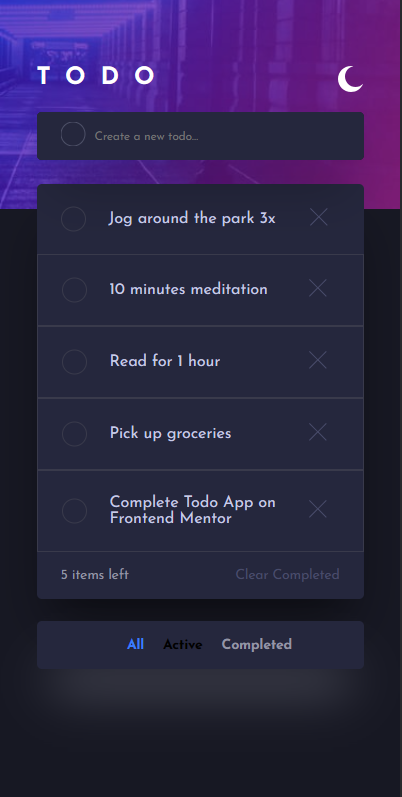 TODO
Create a new todo...
Jog around the park 3x
10 minutes meditation
Read for 1 hour
Pick up groceries
Complete Todo App on
Frontend Mentor
5 items left
Clear Completed
All
Active
Completed